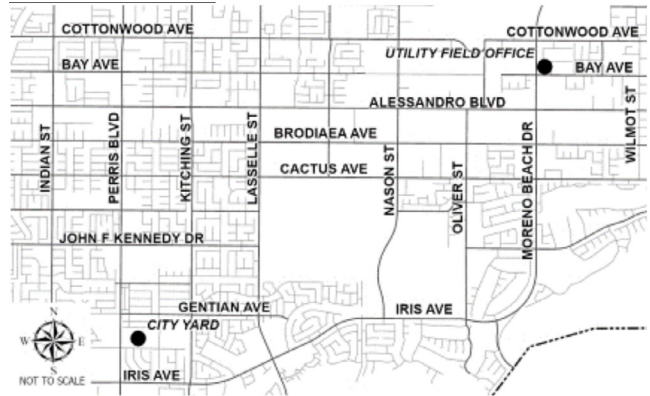 COTTONWOOD AVE
COTTONWOOD AVE
UTILITY FIELD OFFICE
BAY AVE
BAY AVE
ALESSANDRO BLVD
BRODIAEA AVE
CACTUS AVE
INDIAN ST
PERRIS BLVD
KITCHING ST
LASSELLE ST
NASON ST
OLIVER ST
MORENO BEACH DR
WILMOT ST
JOHN F KENNEDY DR
GENTIAN AVE
IRIS AVE
CITY YARD
N
W
E
S
NOT TO SCALE
IRIS AVE